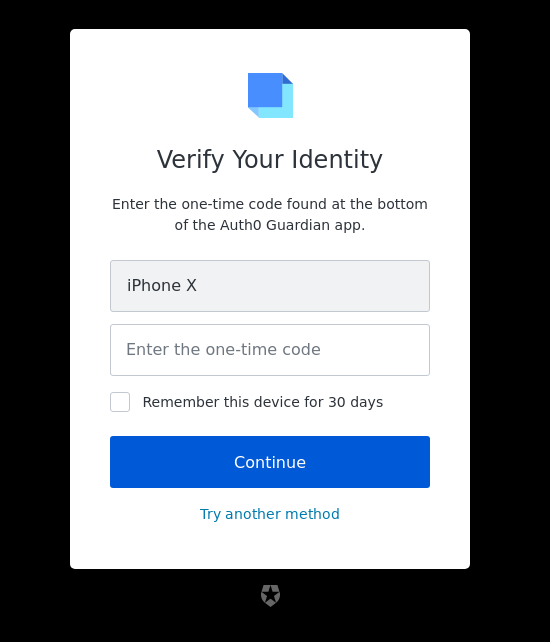 Verify Your Identity
Enter the one-time code found at the bottom
of the Auth0 Guardian app.
iPhone X
Enter the one-time code
Remember this device for 30 days
Continue
Try another method